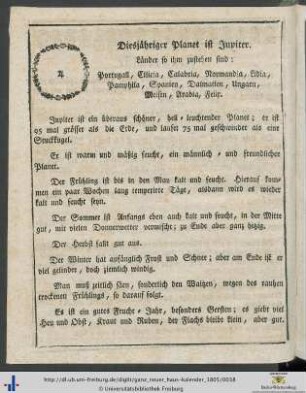 Diesjähriger Planet ist Jupiter.
Länder so ihm zustehen sind:
♃
Portugall, Cilicia, Calabria, Normandia, Lidia,
Pamphila, Spanien, Dalmatien, Ungarn,
Meisin, Arabia, Felix.
Jupiter ist ein überaus schöner, hell-leuchtender Planet; er ist
95 mal grösser als die Erde, und lauft 75 mal geschwinder als eine
Stuckkugel.
Er ist warm und mäßig feucht, ein männlich- und freundlicher
Planet.
Der Frühling ist bis in den May kalt und feucht. Hierauf kom-
men ein paar Wochen lang temperirte Täge, alsdann wird es wieder
kalt und feucht seyn.
Der Sommer ist Anfangs eben auch kalt und feucht, in der Mitte
gut, mit vielen Donnerwetter vermischt; zu Ende aber ganz hitzig.
Der Herbst fallt gut aus.
Der Winter hat anfänglich Frost und Schnee; aber am Ende ist er
viel gelinder, doch ziemlich windig.
Man muß zeitlich säen, sonderlich den Waitzen, wegen des rauhen
trockenen Frühlings, so darauf folgt.
Es ist ein gutes Frucht-Jahr, besonders Gersten; es giebt viel
Heu und Obst, Kraut und Ruben, der Flachs bleibt klein, aber gut.
http://dl.ub.uni-freiburg.de/diglit/ganz_neuer_haus-kalender_1805/0038
© Universitätsbibliothek Freiburg
Baden-Württemberg